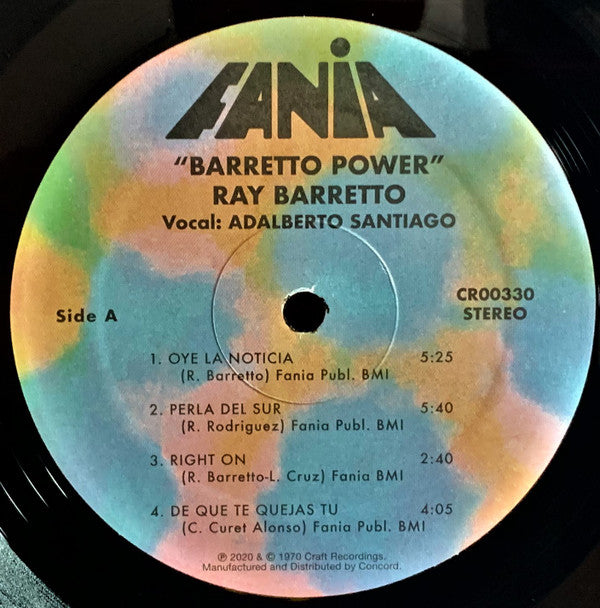 FANIA
"BARRETTO POWER"
RAY BARRETTO
Vocal: ADALBERTO SANTIAGO
Side A
CR00330
STEREO
1. OYE LA NOTICIA 5:25
(R. Barretto) Fania Publ. BMI
2. PERLA DEL SUR 5:40
(R. Rodriguez) Fania Publ. BMI
3. RIGHT ON 2:40
(R. Barretto-L. Cruz) Fania BMI
4. DE QUE TE QUEJAS TU 4:05
(C. Curet Alonso) Fania Publ. BMI
℗ 2020 & © 1970 Craft Recordings.
Manufactured and Distributed by Concord.